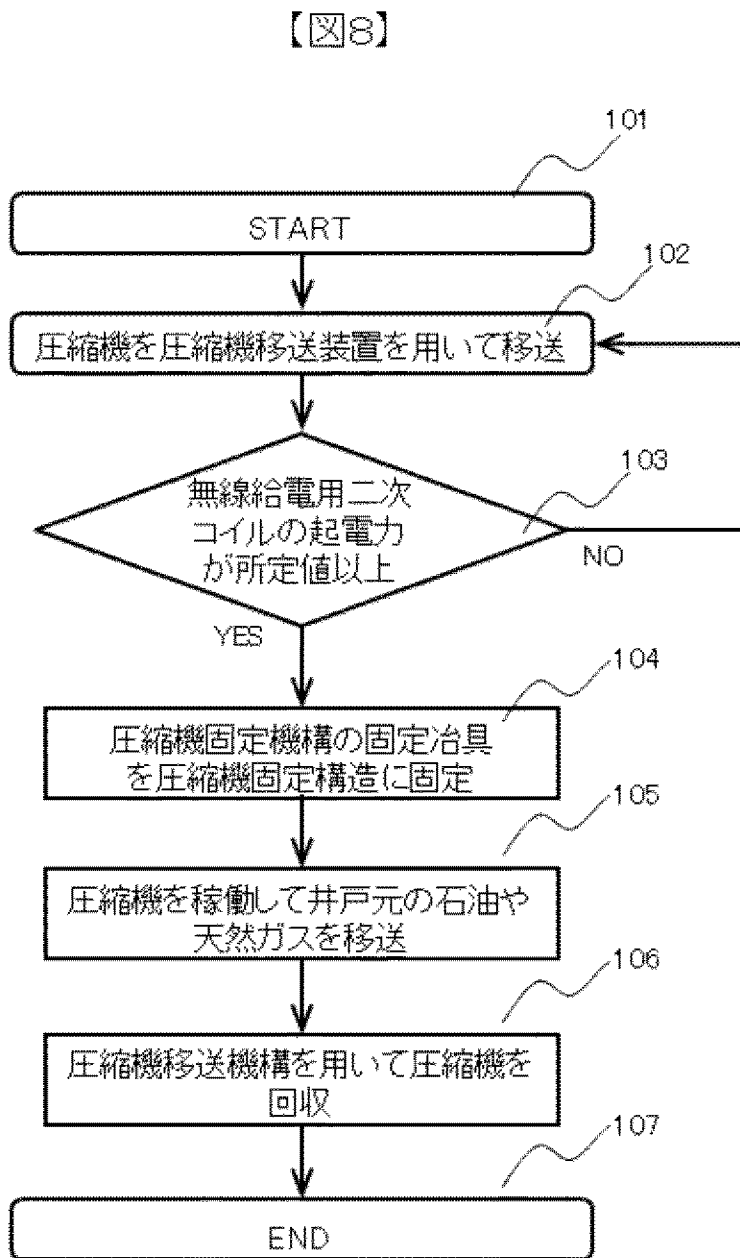 【図8】
101
START
102
圧縮機を圧縮機移送装置を用いて移送
103
無線給電用二次
コイルの起電力
が所定値以上
NO
YES
104
圧縮機固定機構の固定冶具
を圧縮機固定構造に固定
105
圧縮機を稼働して井戸元の石油や
天然ガスを移送
106
圧縮機移送機構を用いて圧縮機を
回収
107
END